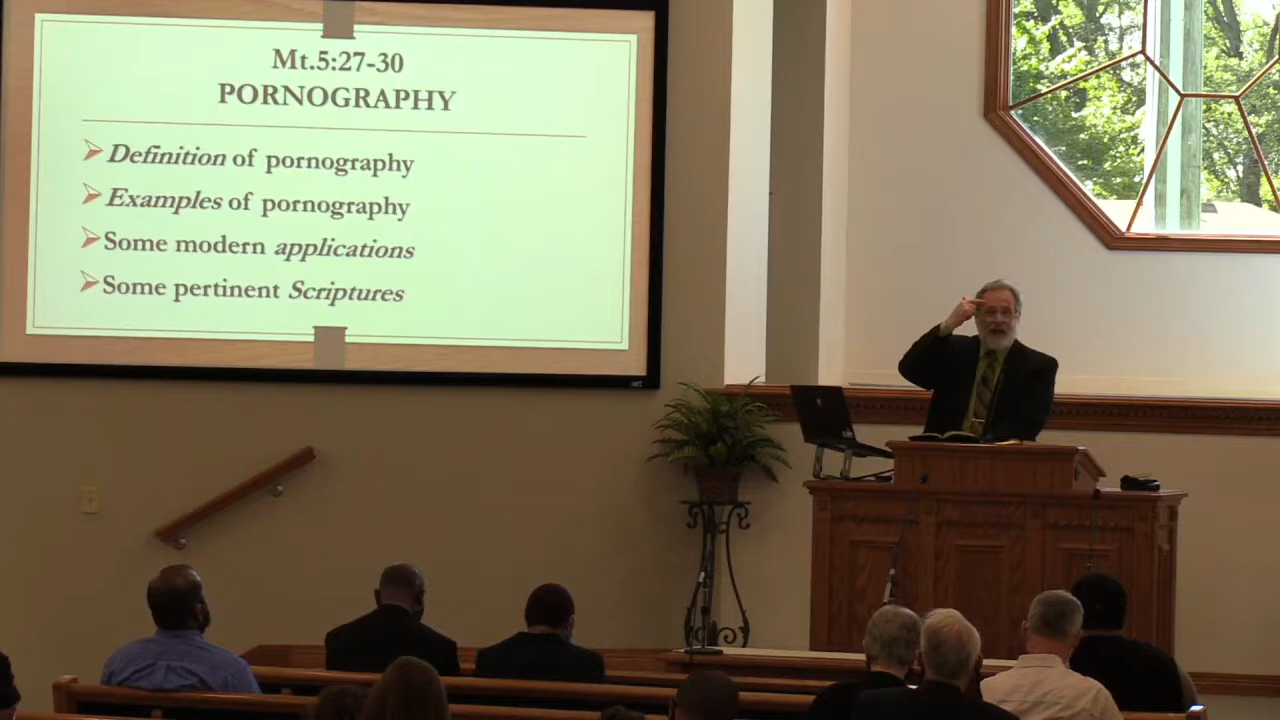 Mt.5:27-30
PORNOGRAPHY
Definition of pornography
Examples of pornography
Some modern applications
Some pertinent Scriptures